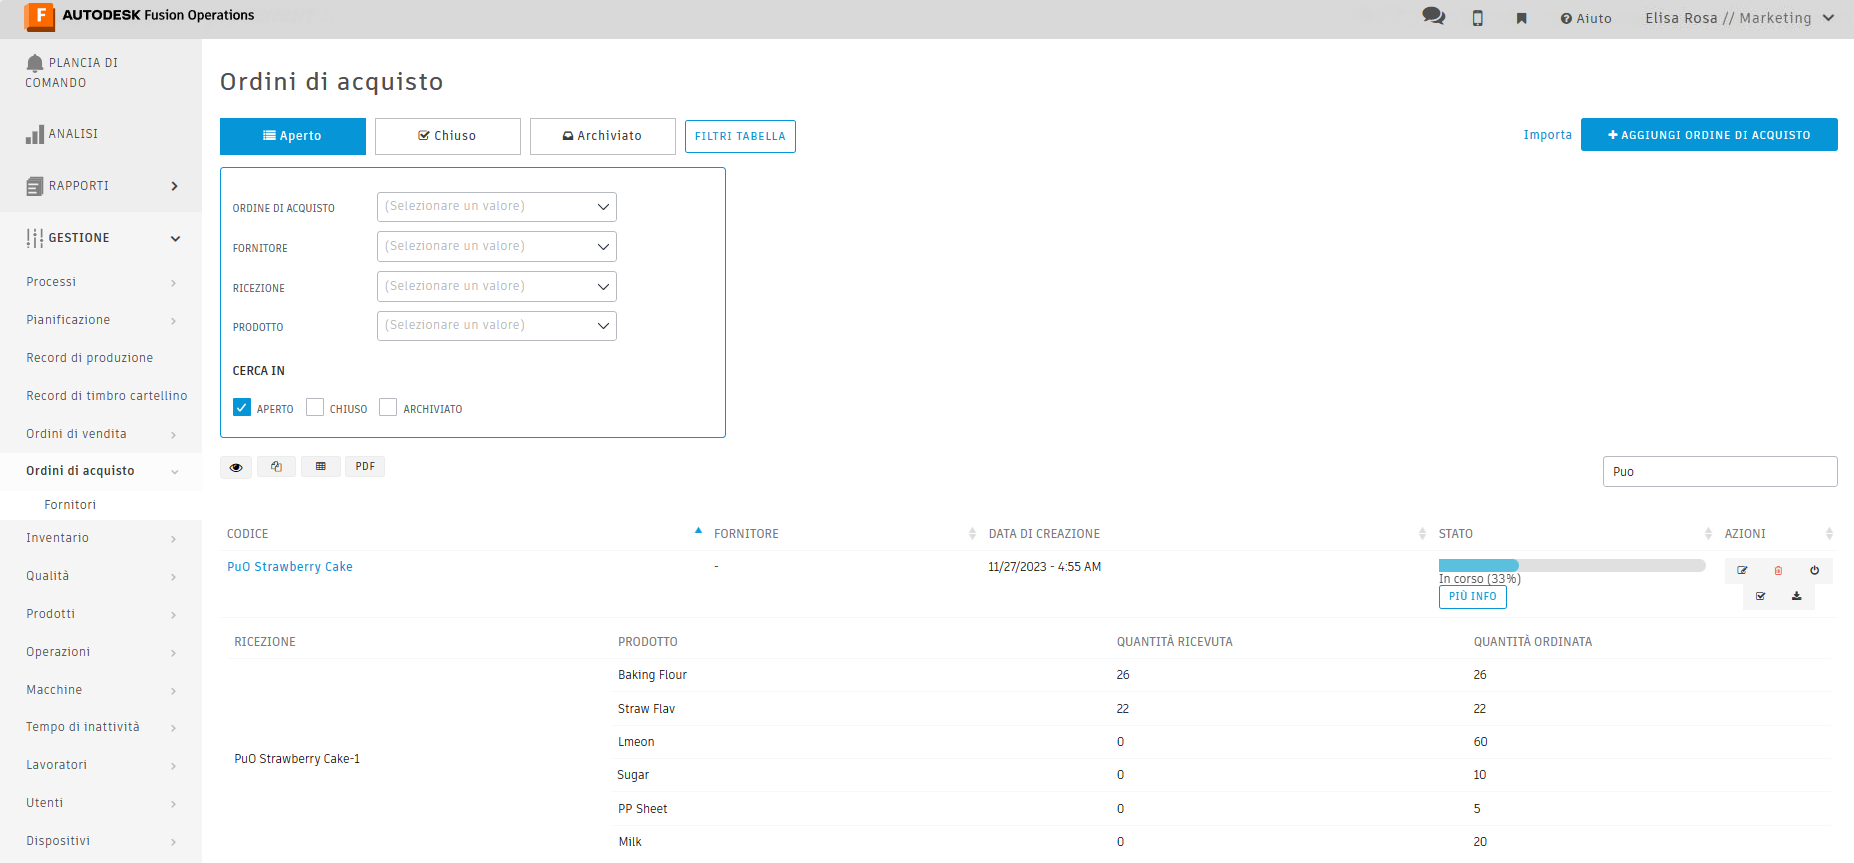 AUTODESK Fusion Operations
Aiuto
Elisa Rosa // Marketing
PLANCIA DI
COMANDO
ANALISI
RAPPORTI
GESTIONE
Processi
Pianificazione
Record di produzione
Record di timbro cartellino
Ordini di vendita
Ordini di acquisto
Fornitori
Inventario
Qualità
Prodotti
Operazioni
Macchine
Tempo di inattività
Lavoratori
Utenti
Dispositivi
Ordini di acquisto
Aperto
Chiuso
Archiviato
FILTRI TABELLA
Importa
AGGIUNGI ORDINE DI ACQUISTO
ORDINE DI ACQUISTO (Selezionare un valore)
FORNITORE (Selezionare un valore)
RICEZIONE (Selezionare un valore)
PRODOTTO (Selezionare un valore)
CERCA IN
APERTO CHIUSO ARCHIVIATO
PDF
Puo
CODICE FORNITORE DATA DI CREAZIONE STATO AZIONI
PuO Strawberry Cake - 11/27/2023 - 4:55 AM
In corso (33%)
PIÙ INFO
RICEZIONE PRODOTTO QUANTITÀ RICEVUTA QUANTITÀ ORDINATA
Baking Flour 26 26
Straw Flav 22 22
Lmeon 0 60
PuO Strawberry Cake-1
Sugar 0 10
PP Sheet 0 5
Milk 0 20